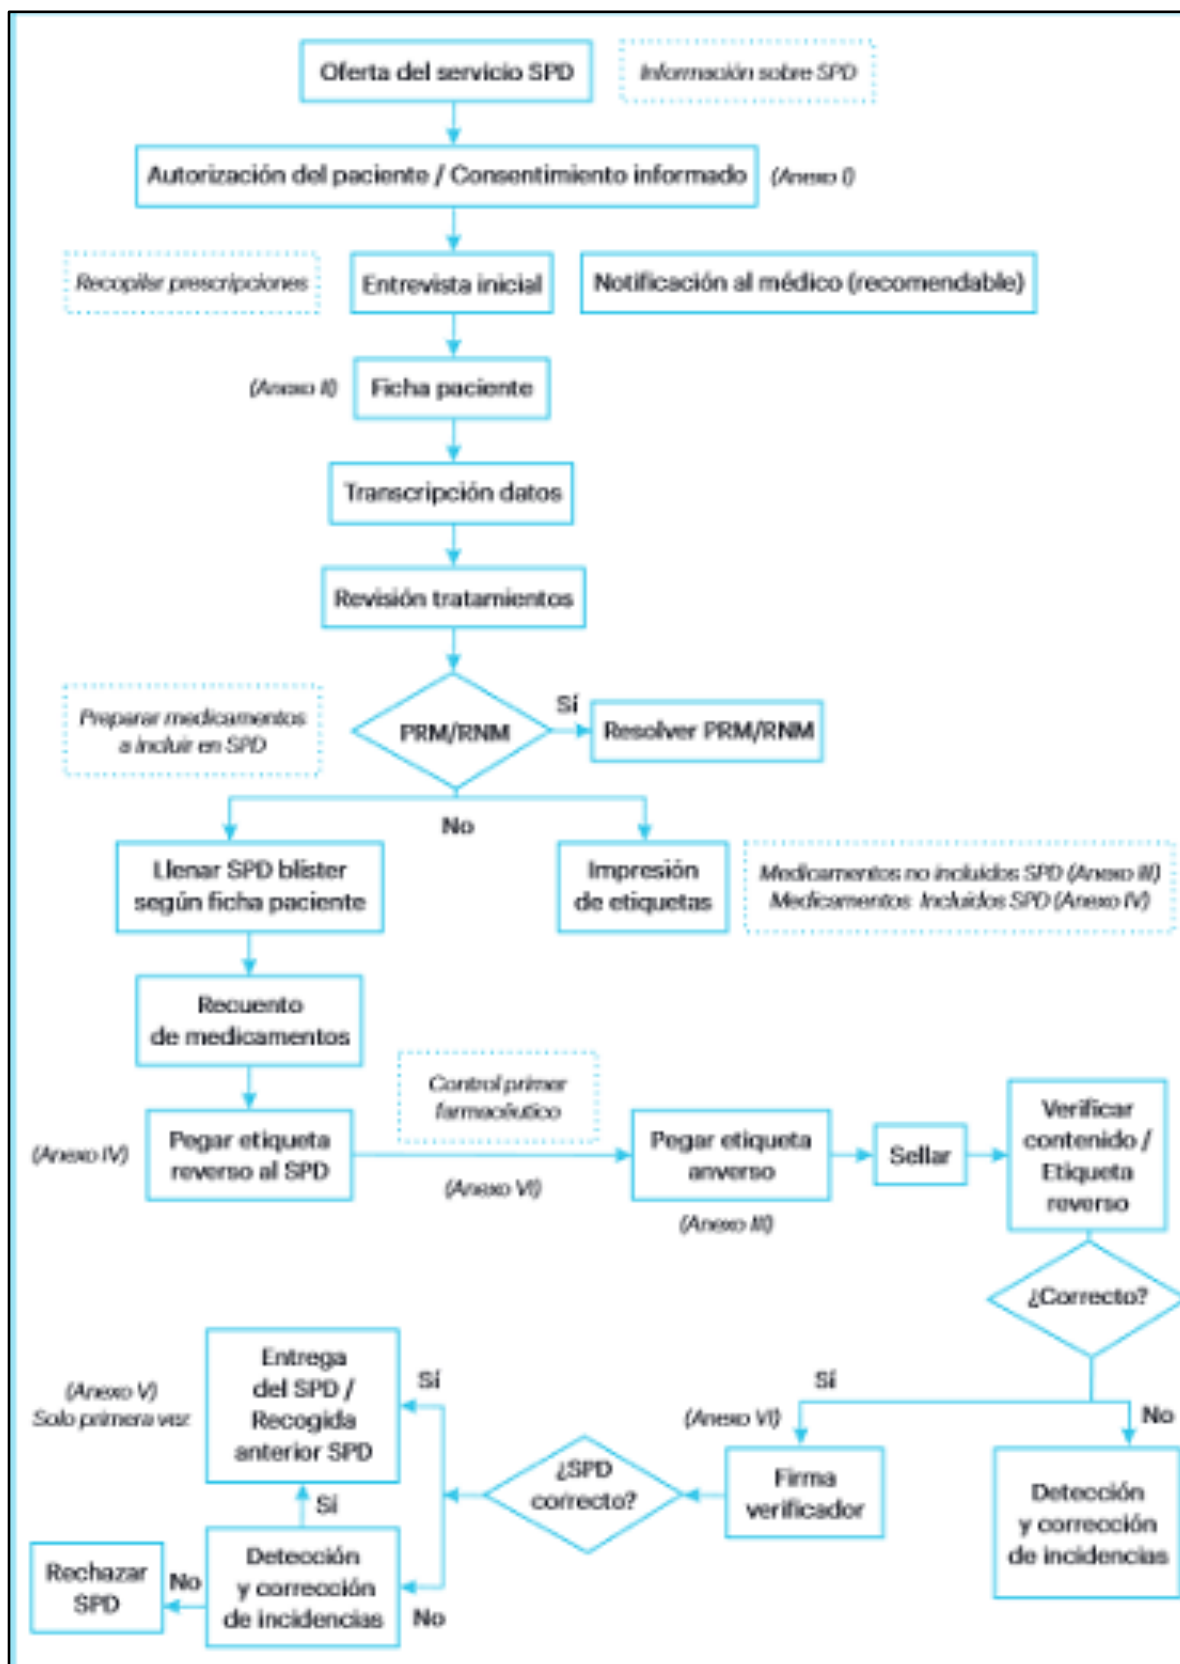 Oferta del servicio SPD
Información sobre SPD
Autorización del paciente / Consentimiento informado
(Anexo I)
Recopilar prescripciones
Entrevista inicial
Notificación al médico (recomendable)
(Anexo II)
Ficha paciente
Transcripción datos
Revisión tratamientos
Preparar medicamentos
a incluir en SPD
PRM/RNM
Sí
Resolver PRM/RNM
No
Llenar SPD blíster
según ficha paciente
Impresión
de etiquetas
Medicamentos no incluidos SPD (Anexo III)
Medicamentos Incluidos SPD (Anexo IV)
Recuento
de medicamentos
Control primer
farmacéutico
(Anexo IV)
Pegar etiqueta
reverso al SPD
(Anexo VI)
Pegar etiqueta
anverso
(Anexo III)
Sellar
Verificar
contenido /
Etiqueta
reverso
¿Correcto?
Sí
No
(Anexo VI)
(Anexo V)
Solo primera vez
Entrega
del SPD /
Recogida
anterior SPD
Sí
¿SPD
correcto?
Firma
verificador
Detección
y corrección
de incidencias
Sí
Rechazar
SPD
No
Detección
y corrección
de incidencias
No